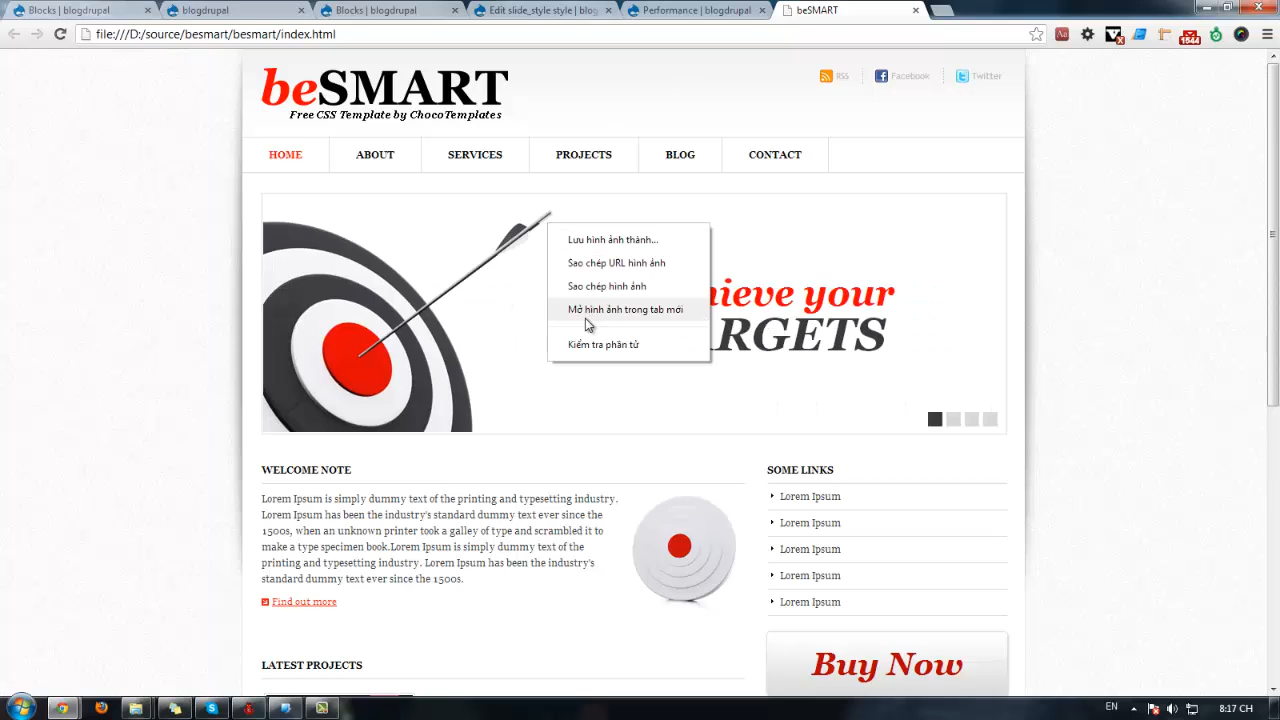 Blocks | blogdrupal
blogdrupal
Blocks | blogdrupal
Edit slide_style style | blog
Performance | blogdrupal
beSMART
file:///D:/source/besmart/besmart/index.html
1544
beSMART
Free CSS Template by ChocoTemplates
RSS
Facebook
Twitter
HOME
ABOUT
SERVICES
PROJECTS
BLOG
CONTACT
Lưu hình ảnh thành...
Sao chép URL hình ảnh
Sao chép hình ảnh
Mở hình ảnh trong tab mới
Kiểm tra phần tử
hieve your
RGETS
WELCOME NOTE
Lorem Ipsum is simply dummy text of the printing and typesetting industry.
Lorem Ipsum has been the industry's standard dummy text ever since the
1500s, when an unknown printer took a galley of type and scrambled it to
make a type specimen book.Lorem Ipsum is simply dummy text of the
printing and typesetting industry. Lorem Ipsum has been the industry's
standard dummy text ever since the 1500s.
Find out more
SOME LINKS
Lorem Ipsum
Lorem Ipsum
Lorem Ipsum
Lorem Ipsum
Lorem Ipsum
Buy Now
LATEST PROJECTS
EN
8:17 CH